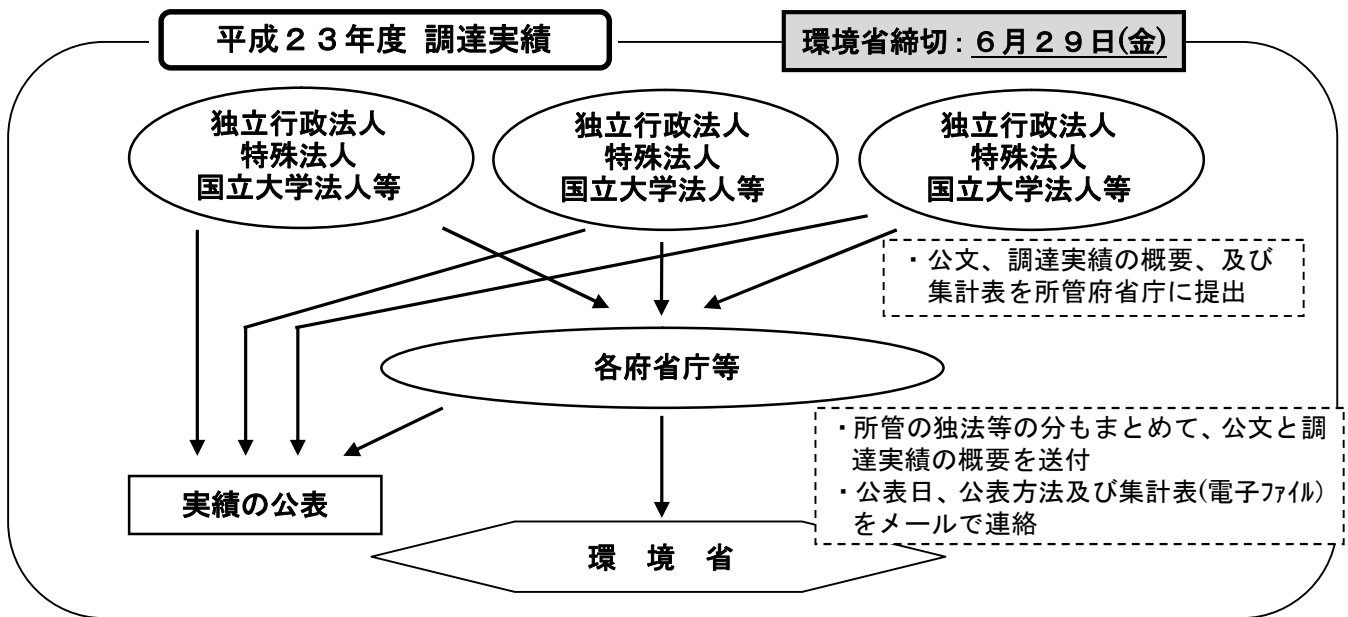 平成２３年度 調達実績
環境省締切：６月２９日(金)
独立行政法人
特殊法人
国立大学法人等
独立行政法人
特殊法人
国立大学法人等
独立行政法人
特殊法人
国立大学法人等
・公文、調達実績の概要、及び
集計表を所管府省庁に提出
各府省庁等
・所管の独法等の分もまとめて、公文と調
達実績の概要を送付
・公表日、公表方法及び集計表(電子ﾌｧｲﾙ)
をメールで連絡
実績の公表
環　境　省